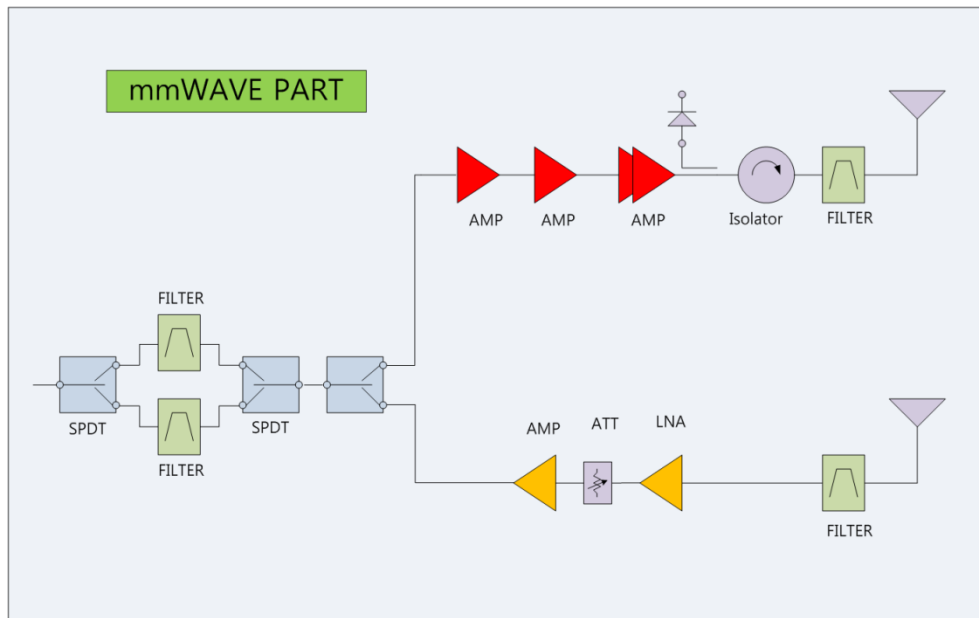 mmWAVE PART
AMP
AMP
AMP
Isolator
FILTER
FILTER
SPDT
SPDT
FILTER
AMP
ATT
LNA
FILTER